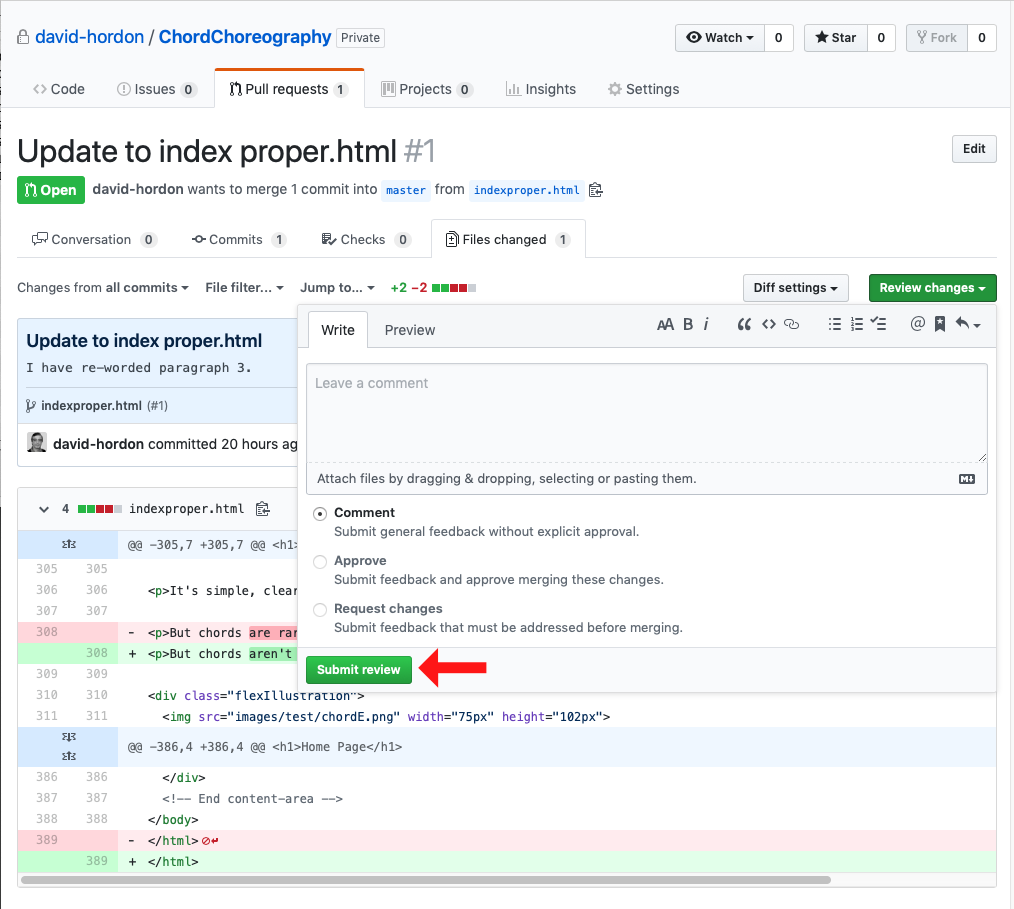 david-hordon / ChordChoreography Private
Watch 0 Star 0 Fork 0
Code Issues 0 Pull requests 1 Projects 0 Insights Settings
Update to index proper.html #1
Edit
Open david-hordon wants to merge 1 commit into master from indexproper.html
Conversation 0 Commits 1 Checks 0 Files changed 1
Changes from all commits File filter... Jump to... +2 −2
Diff settings Review changes
Write Preview AA B i
Update to index proper.html
I have re-worded paragraph 3.
indexproper.html (#1)
david-hordon committed 20 hours ag
Leave a comment
Attach files by dragging & dropping, selecting or pasting them.
Comment
Submit general feedback without explicit approval.
Approve
Submit feedback and approve merging these changes.
Request changes
Submit feedback that must be addressed before merging.
Submit review
4 indexproper.html
@@ -305,7 +305,7 @@ <h1>
305 305
306 306 <p>It's simple, clear
307 307
308 - <p>But chords are rar
308 + <p>But chords aren't
309 309
310 310 <div class="flexIllustration">
311 311 <img src="images/test/chordE.png" width="75px" height="102px">
@@ -386,4 +386,4 @@ <h1>Home Page</h1>
386 386 </div>
387 387 <!-- End content-area -->
388 388 </body>
389 - </html>
389 + </html>